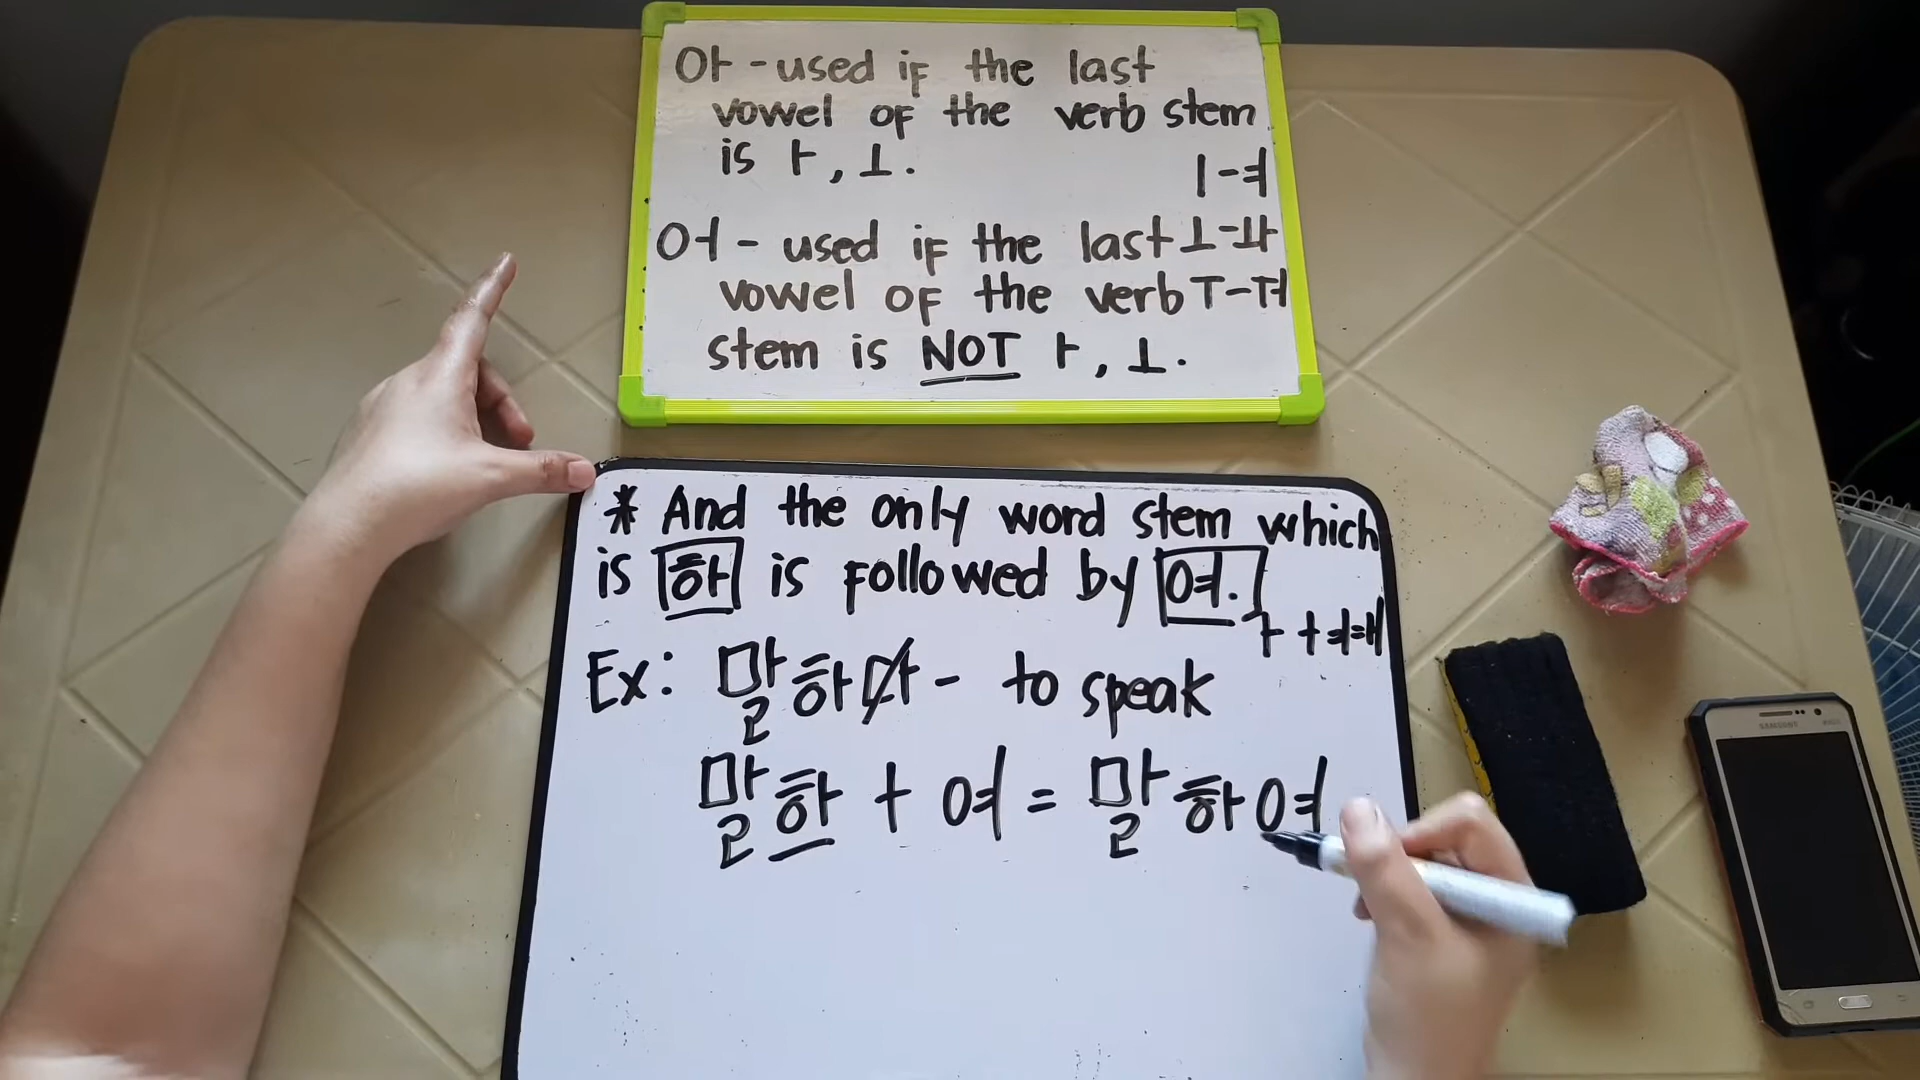 아 - used if the last
vowel of the verb stem
is ㅏ, ㅗ.
ㅣ-ㅕ
어 - used if the last
ㅗ-ㅘ
vowel of the verb
ㅜ-ㅝ
stem is NOT ㅏ, ㅗ.
* And the only word stem which
is 하 is followed by 여.
ㅏ+ㅕ=ㅐ
Ex: 말하다 - to speak
말하 + 여 = 말하여
SAMSUNG